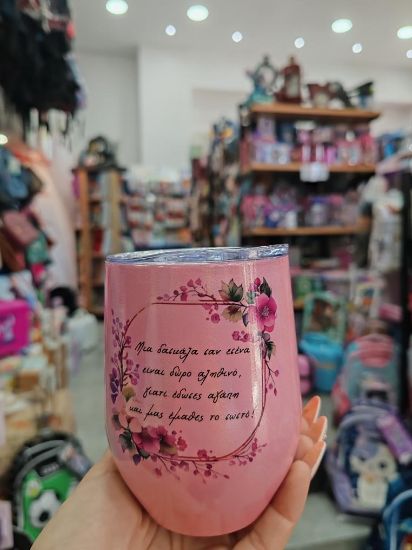 Μια δασκάλα σαν εσένα
είναι δώρο αληθινό,
γιατί έδωσες αγάπη
και μας έμαθες το σωστό!